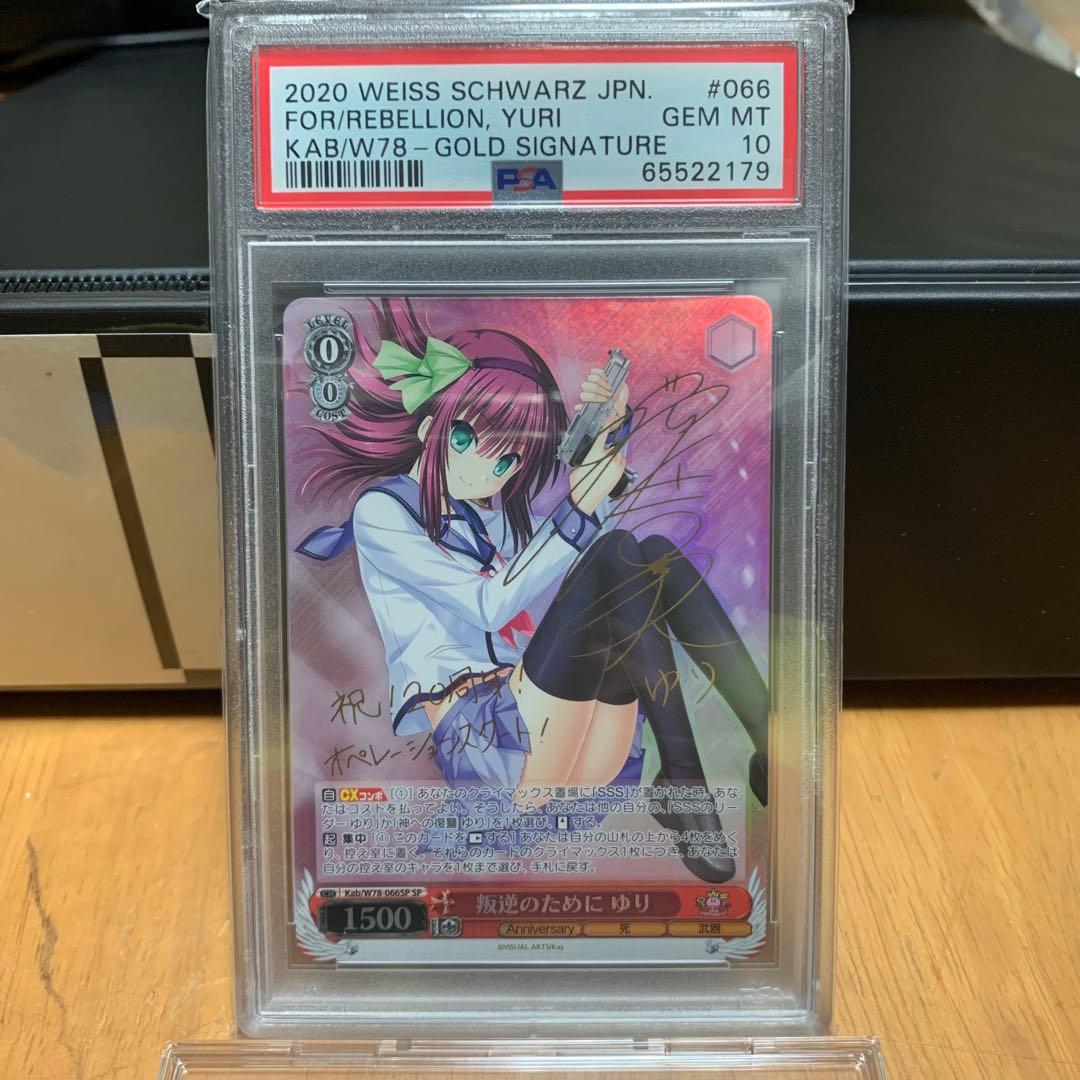 2020 WEISS SCHWARZ JPN. #066
FOR/REBELLION, YURI GEM MT
KAB/W78-GOLD SIGNATURE 10
PSA 65522179
LEVEL
0
0
COST
ゆり
祝!20周年!
オペレーションスタート!
自 CXコンボ [①] あなたのクライマックス置場に「SSS」が置かれた時、あな
たはコストを払ってよい。そうしたら、あなたは他の自分の、「SSSのリー
ダー ゆり」か「神への復讐 ゆり」を1枚選び、する。
起 集中 [① このカードをする] あなたは自分の山札の上から4枚をめく
り、控え室に置く。それらのカードのクライマックス1枚につき、あなたは
自分の控え室のキャラを1枚まで選び、手札に戻す。
CH Kab/W78-066SP SP
1500
叛逆のために ゆり
Anniversary 死 武器
©VISUAL ARTS/Key